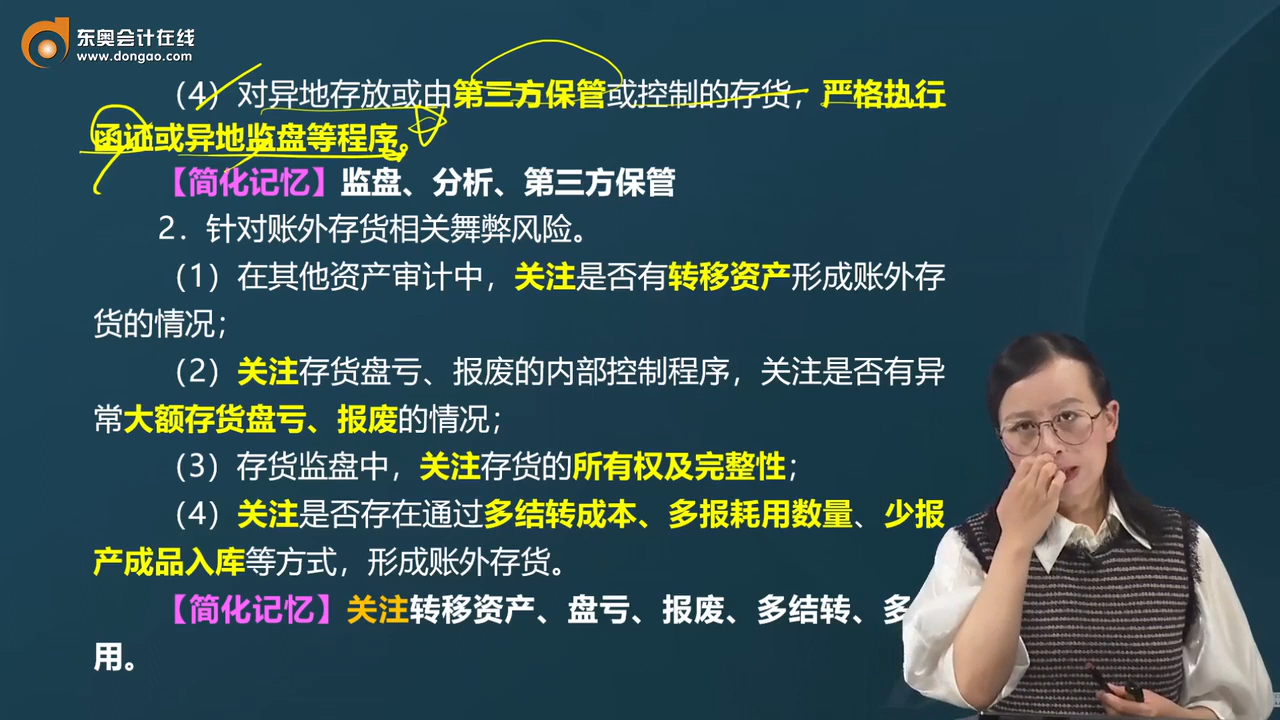 东奥会计在线
www.dongao.com
（4）对异地存放或由第三方保管或控制的存货，严格执行
函证或异地监盘等程序。
【简化记忆】监盘、分析、第三方保管
2．针对账外存货相关舞弊风险。
（1）在其他资产审计中，关注是否有转移资产形成账外存
货的情况；
（2）关注存货盘亏、报废的内部控制程序，关注是否有异
常大额存货盘亏、报废的情况；
（3）存货监盘中，关注存货的所有权及完整性；
（4）关注是否存在通过多结转成本、多报耗用数量、少报
产成品入库等方式，形成账外存货。
【简化记忆】关注转移资产、盘亏、报废、多结转、多
用。